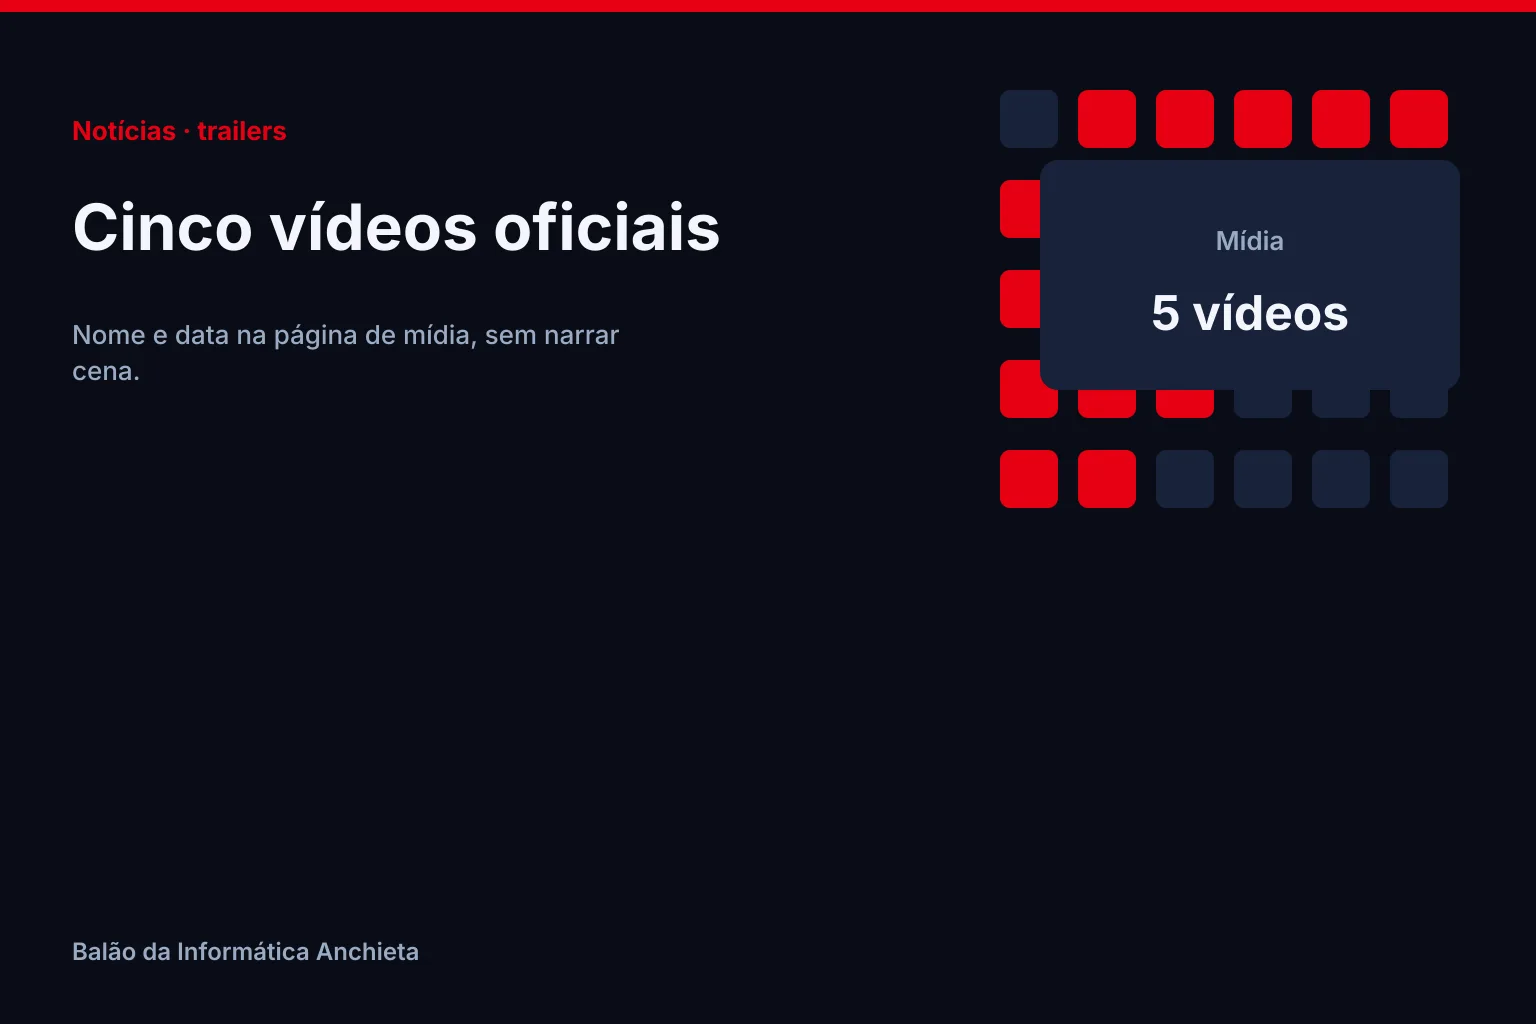 Notícias · trailers
Cinco vídeos oficiais
Nome e data na página de mídia, sem narrar
cena.
Mídia
5 vídeos
Balão da Informática Anchieta